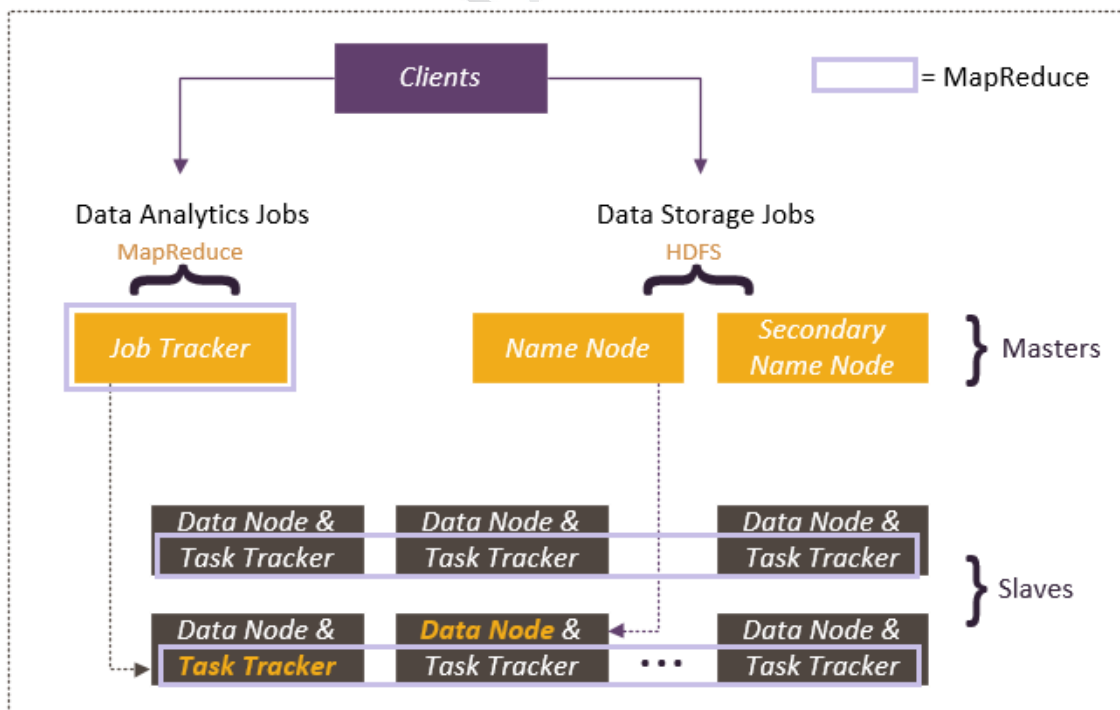 Clients
= MapReduce
Data Analytics Jobs
Data Storage Jobs
MapReduce
HDFS
Job Tracker
Name Node
Secondary
Name Node
Masters
Data Node &
Task Tracker
Data Node &
Task Tracker
Data Node &
Task Tracker
Slaves
Data Node &
Task Tracker
Data Node &
Task Tracker
...
Data Node &
Task Tracker